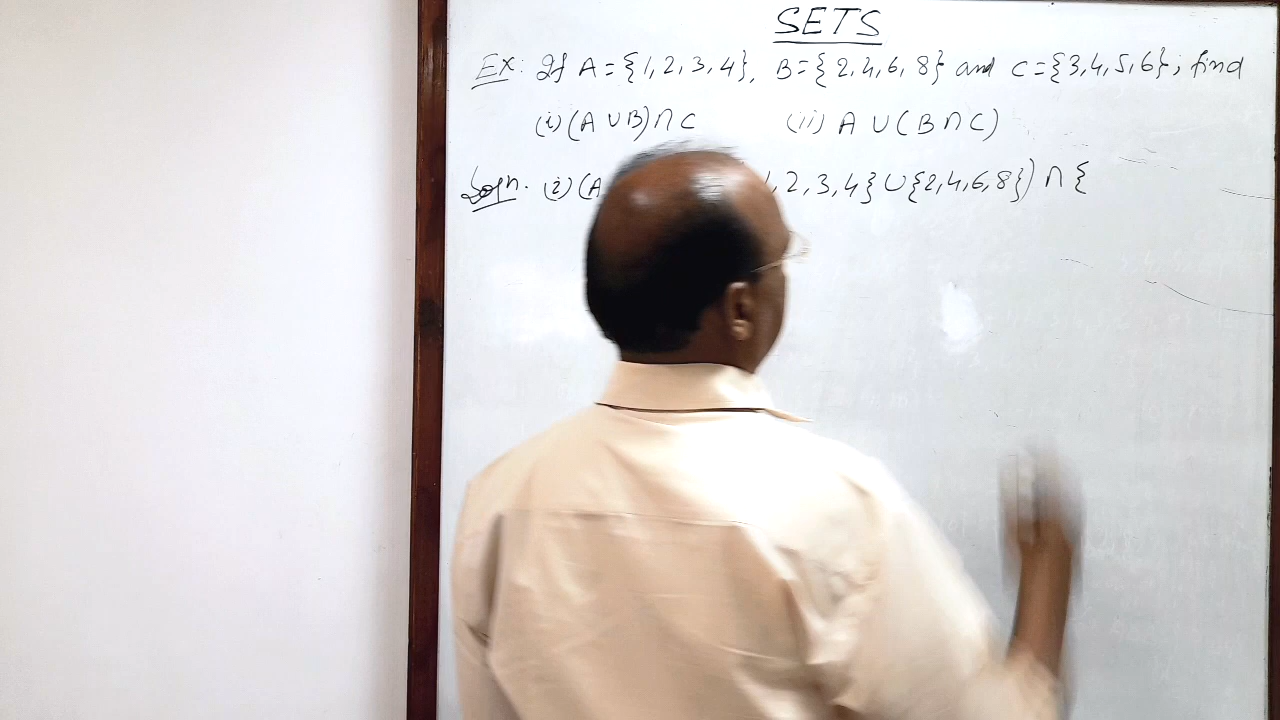 SETS
Ex: If A = {1,2,3,4}, B = {2,4,6,8} and C = {3,4,5,6}; find
(i) (A ∪ B) ∩ C (ii) A ∪ (B ∩ C)
Soln. (i) (A , 2, 3, 4} ∪ {2,4,6,8}) ∩ {